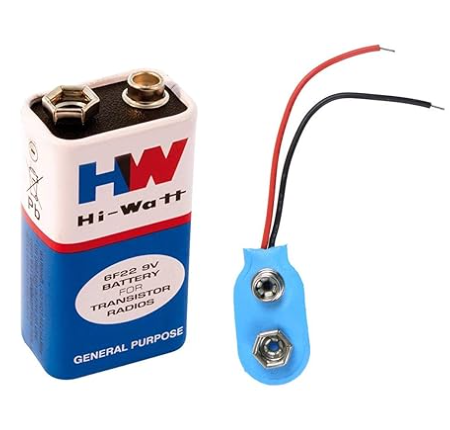 HW
Hi-Watt
6F22 9V
BATTERY
FOR
TRANSISTOR
RADIOS
GENERAL PURPOSE